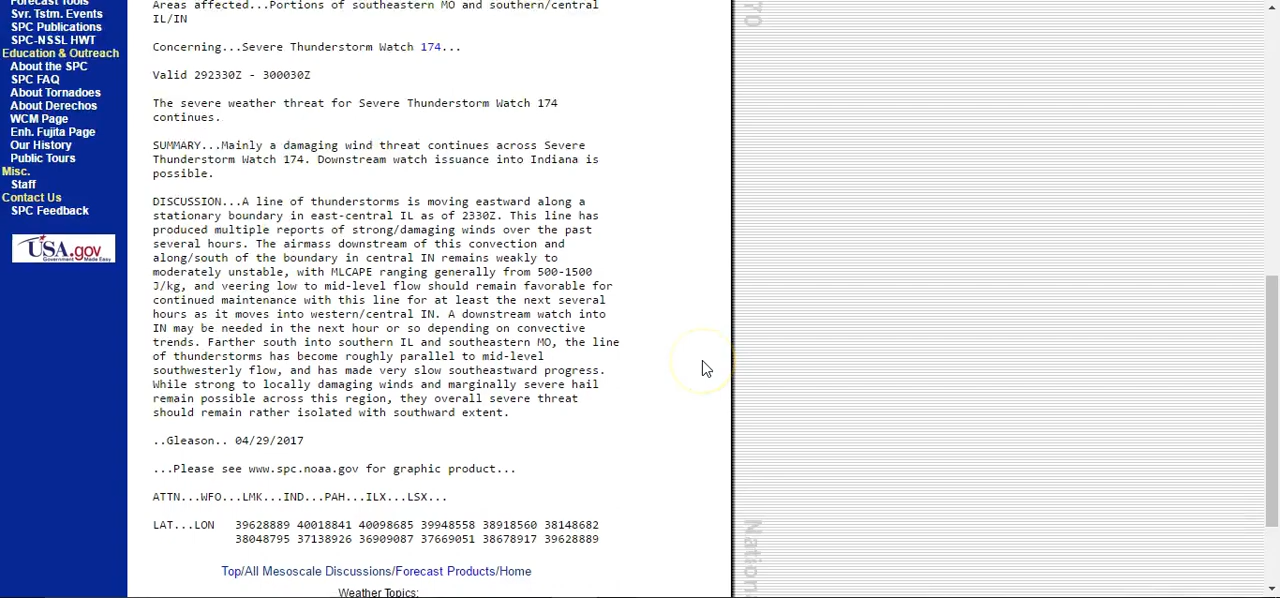 Forecast Tools
Svr. Tstm. Events
SPC Publications
SPC-NSSL HWT
Education & Outreach
About the SPC
SPC FAQ
About Tornadoes
About Derechos
WCM Page
Enh. Fujita Page
Our History
Public Tours
Misc.
Staff
Contact Us
SPC Feedback
USA.gov
Government Made Easy
Areas affected...Portions of southeastern MO and southern/central
IL/IN
Concerning...Severe Thunderstorm Watch 174...
Valid 292330Z - 300030Z
The severe weather threat for Severe Thunderstorm Watch 174
continues.
SUMMARY...Mainly a damaging wind threat continues across Severe
Thunderstorm Watch 174. Downstream watch issuance into Indiana is
possible.
DISCUSSION...A line of thunderstorms is moving eastward along a
stationary boundary in east-central IL as of 2330Z. This line has
produced multiple reports of strong/damaging winds over the past
several hours. The airmass downstream of this convection and
along/south of the boundary in central IN remains weakly to
moderately unstable, with MLCAPE ranging generally from 500-1500
J/kg, and veering low to mid-level flow should remain favorable for
continued maintenance with this line for at least the next several
hours as it moves into western/central IN. A downstream watch into
IN may be needed in the next hour or so depending on convective
trends. Farther south into southern IL and southeastern MO, the line
of thunderstorms has become roughly parallel to mid-level
southwesterly flow, and has made very slow southeastward progress.
While strong to locally damaging winds and marginally severe hail
remain possible across this region, they overall severe threat
should remain rather isolated with southward extent.
..Gleason.. 04/29/2017
...Please see www.spc.noaa.gov for graphic product...
ATTN...WFO...LMK...IND...PAH...ILX...LSX...
LAT...LON 39628889 40018841 40098685 39948558 38918560 38148682
38048795 37138926 36909087 37669051 38678917 39628889
Top/All Mesoscale Discussions/Forecast Products/Home
Weather Topics:
TO
Nation